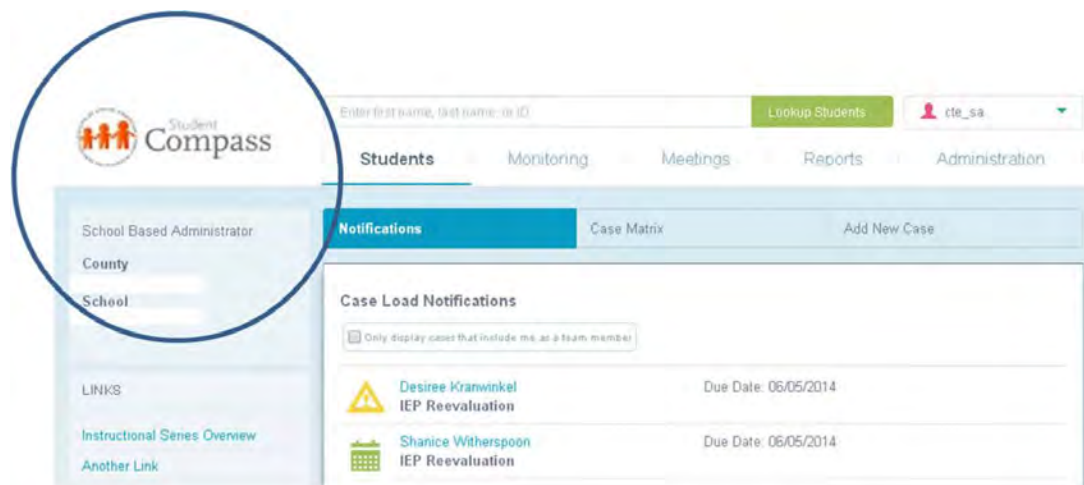 Student
Compass
Enter first name, last name, or ID
Lookup Students
cte_sa
Students
Monitoring
Meetings
Reports
Administration
School Based Administrator
County
School
Notifications
Case Matrix
Add New Case
Case Load Notifications
Only display cases that include me as a team member
Desiree Kranwinkel
Due Date: 06/05/2014
IEP Reevaluation
Shanice Witherspoon
Due Date: 06/05/2014
IEP Reevaluation
LINKS
Instructional Series Overview
Another Link